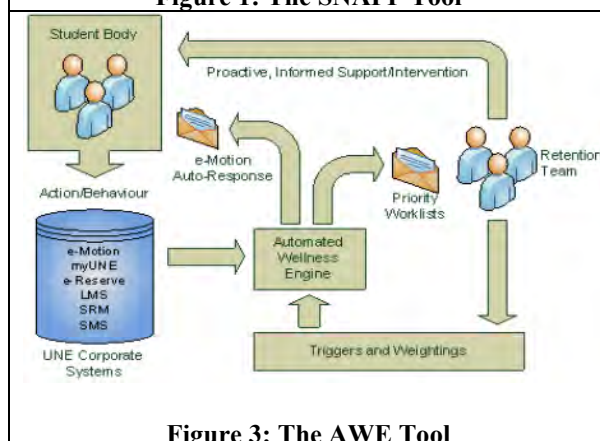 Figure 1: The SNAPP Tool
Student Body
Proactive, Informed Support/Intervention
e-Motion
Auto-Response
Priority
Worklists
Retention
Team
Action/Behaviour
e-Motion
myUNE
e-Reserve
LMS
SRM
SMS
Automated
Wellness
Engine
UNE Corporate
Systems
Triggers and Weightings
Figure 3: The AWE Tool